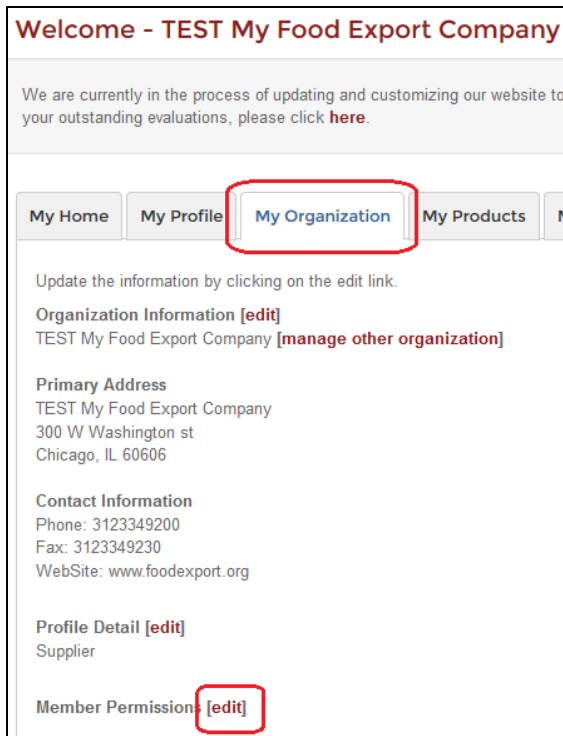 Welcome - TEST My Food Export Company
We are currently in the process of updating and customizing our website to
your outstanding evaluations, please click here.
My Home My Profile My Organization My Products
Update the information by clicking on the edit link.
Organization Information [edit]
TEST My Food Export Company [manage other organization]
Primary Address
TEST My Food Export Company
300 W Washington st
Chicago, IL 60606
Contact Information
Phone: 3123349200
Fax: 3123349230
WebSite: www.foodexport.org
Profile Detail [edit]
Supplier
Member Permissions [edit]